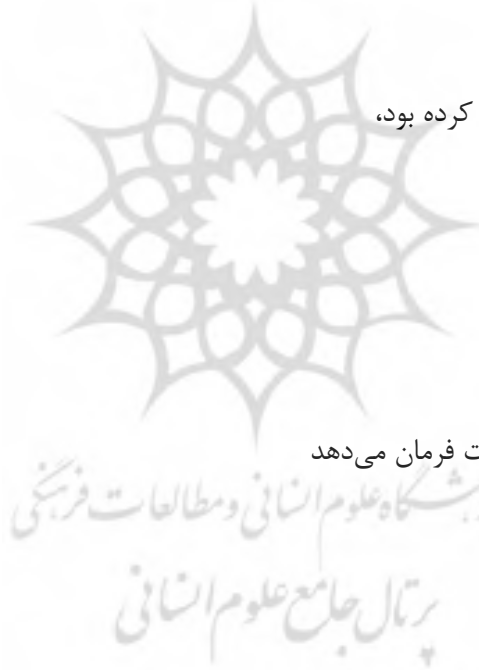 کرده بود،
ت فرمان می‌دهد
شگاه علوم انسانی و مطالعات فرهنگی
پرتال جامع علوم انسانی